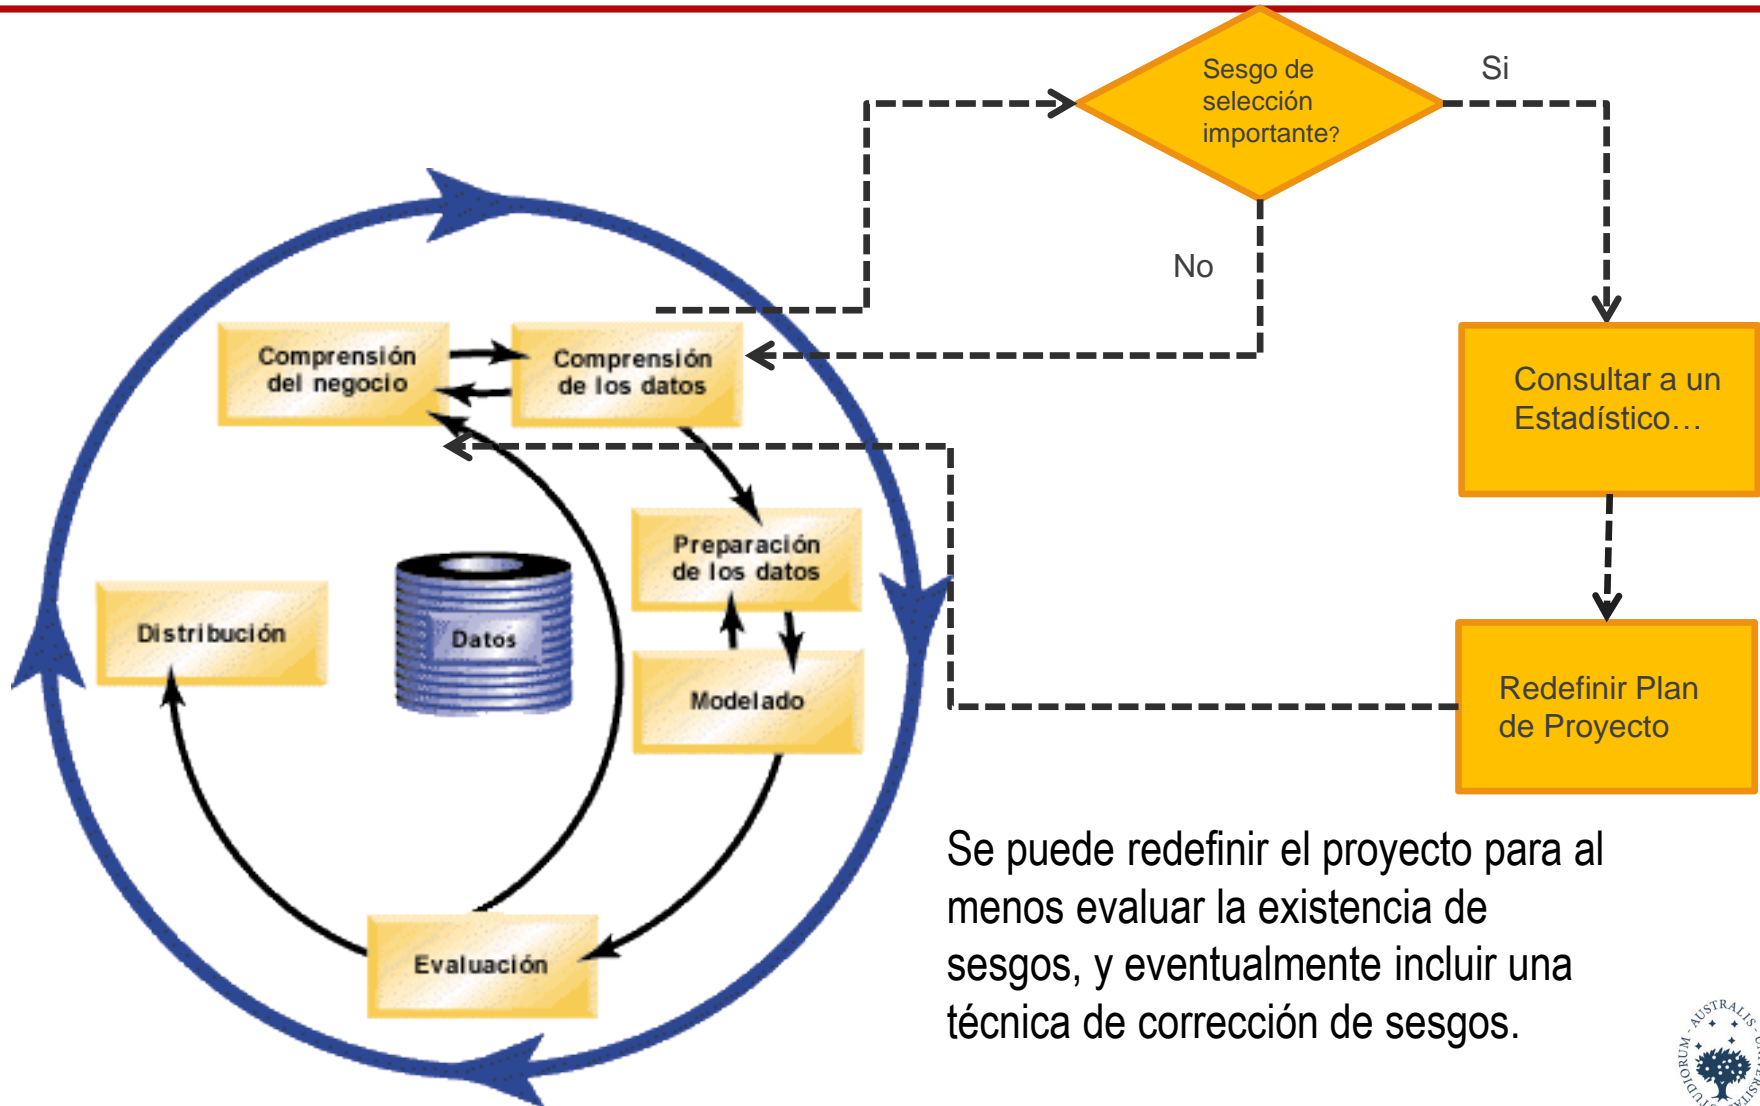 Sesgo de
selección
importante?
Si
No
Comprensión
del negocio
Comprensión
de los datos
Consultar a un
Estadístico…
Preparación
de los datos
Distribución
Datos
Modelado
Redefinir Plan
de Proyecto
Evaluación
Se puede redefinir el proyecto para al
menos evaluar la existencia de
sesgos, y eventualmente incluir una
técnica de corrección de sesgos.
STUDIORUM - AUSTRALIS